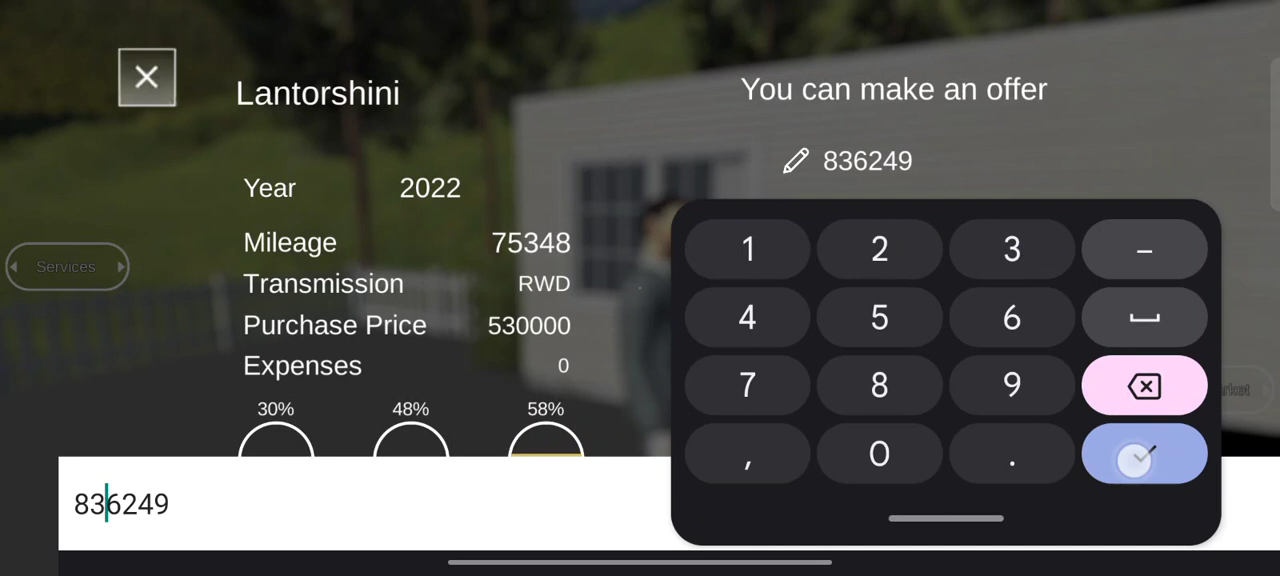 Lantorshini
You can make an offer
836249
Year 2022
Mileage 75348
Transmission RWD
Purchase Price 530000
Expenses 0
30% 48% 58%
Services
1 2 3 –
4 5 6
7 8 9
, 0 .
836249